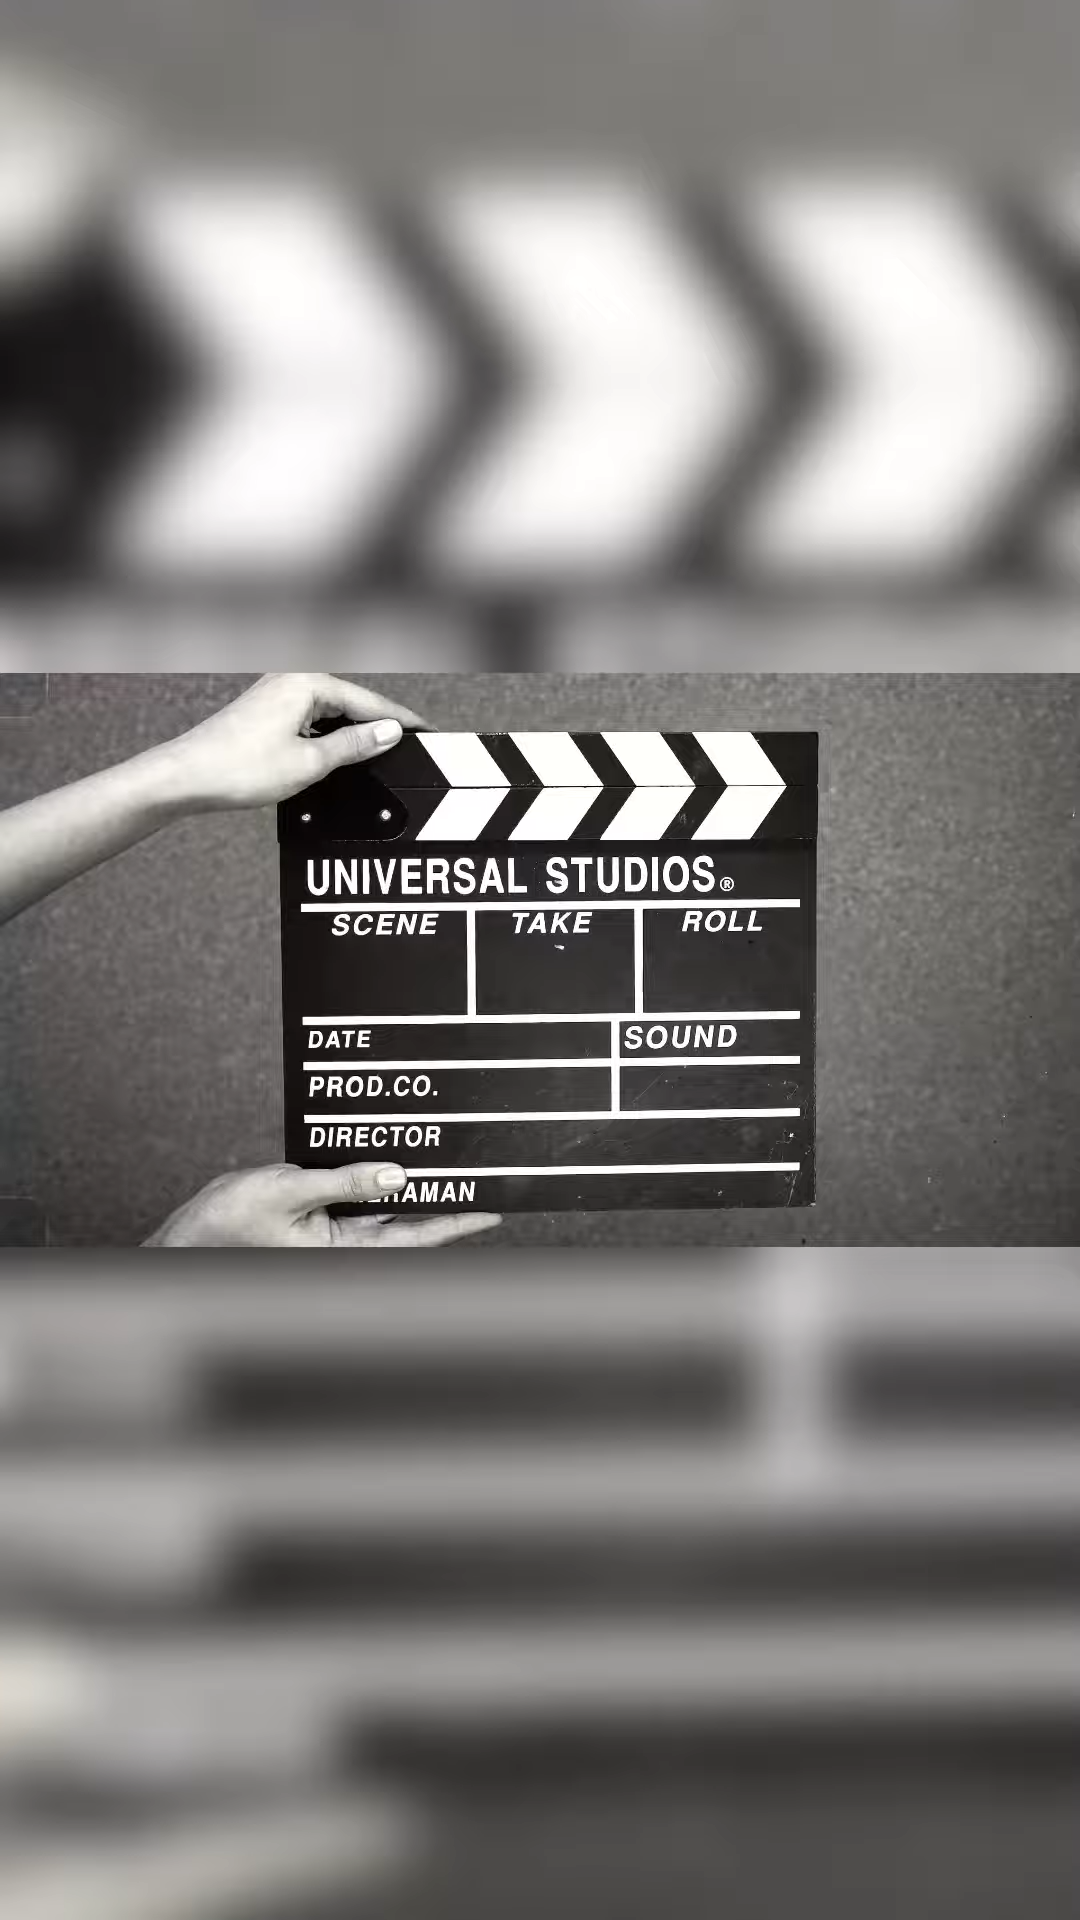 UNIVERSAL STUDIOS®
SCENE TAKE ROLL
DATE SOUND
PROD.CO.
DIRECTOR